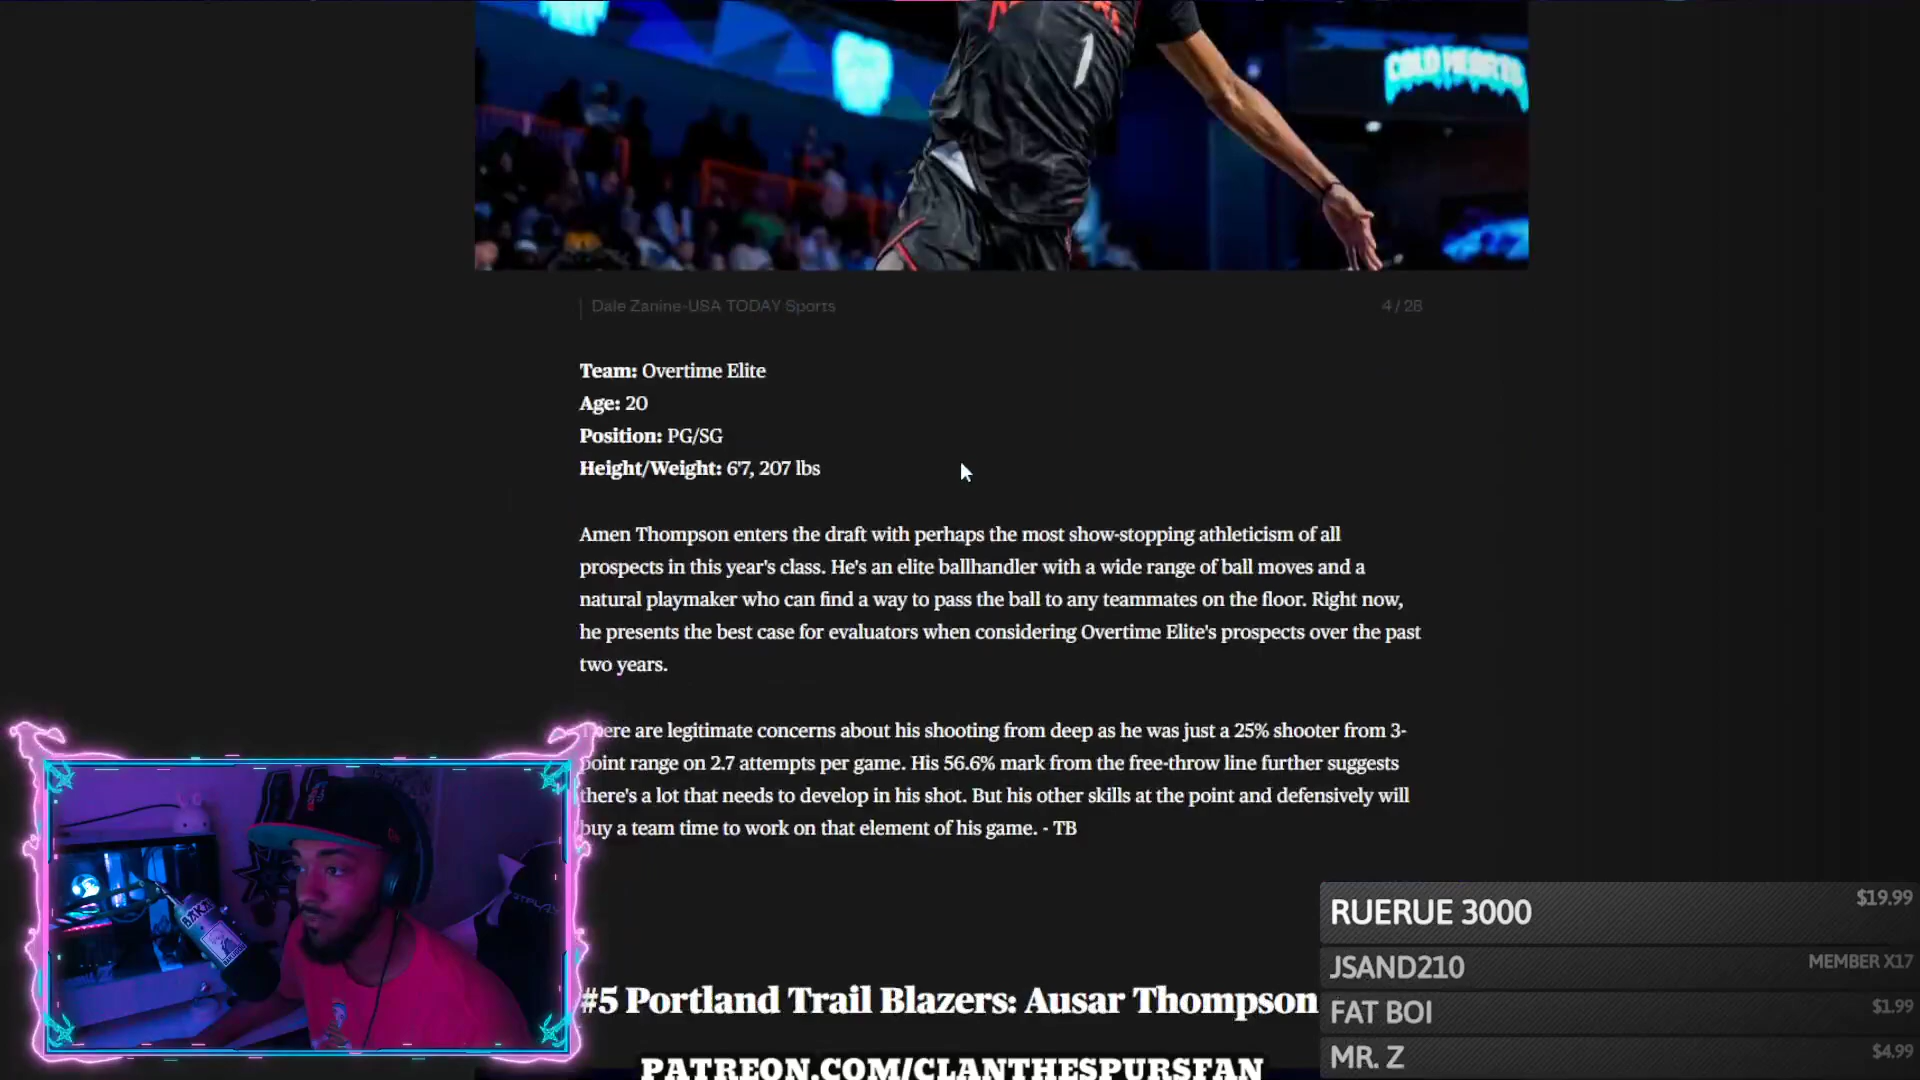 1
COLD HEARTS
Dale Zanine-USA TODAY Sports
4 / 28
Team: Overtime Elite
Age: 20
Position: PG/SG
Height/Weight: 6'7, 207 lbs
Amen Thompson enters the draft with perhaps the most show-stopping athleticism of all
prospects in this year's class. He's an elite ballhandler with a wide range of ball moves and a
natural playmaker who can find a way to pass the ball to any teammates on the floor. Right now,
he presents the best case for evaluators when considering Overtime Elite's prospects over the past
two years.
There are legitimate concerns about his shooting from deep as he was just a 25% shooter from 3-
point range on 2.7 attempts per game. His 56.6% mark from the free-throw line further suggests
there's a lot that needs to develop in his shot. But his other skills at the point and defensively will
buy a team time to work on that element of his game. - TB
#5 Portland Trail Blazers: Ausar Thompson
RUERUE 3000
$19.99
JSAND210
MEMBER X17
FAT BOI
$1.99
MR. Z
$4.99
PATREON.COM/CLANTHESPURSFAN